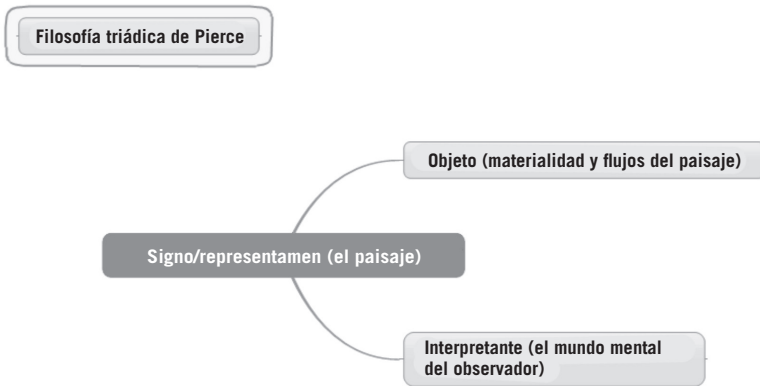 Filosofía triádica de Pierce
Objeto (materialidad y flujos del paisaje)
Signo/representamen (el paisaje)
Interpretante (el mundo mental
del observador)